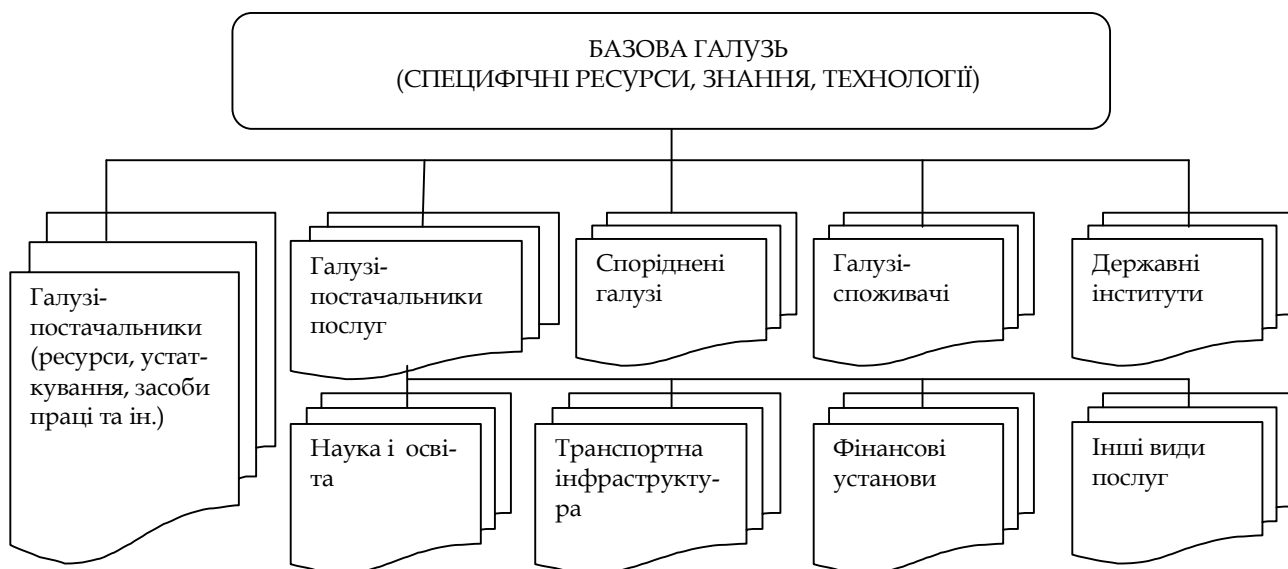 БАЗОВА ГАЛУЗЬ
(СПЕЦИФІЧНІ РЕСУРСИ, ЗНАННЯ, ТЕХНОЛОГІЇ)
Галузі-
постачальники
(ресурси, устат-
кування, засоби
праці та ін.)
Галузі-
постачальники
послуг
Споріднені
галузі
Галузі-
споживачі
Державні
інститути
Наука і освi-
та
Транспортна
інфраструкту-
ра
Фінансові
установи
Інші види
послуг